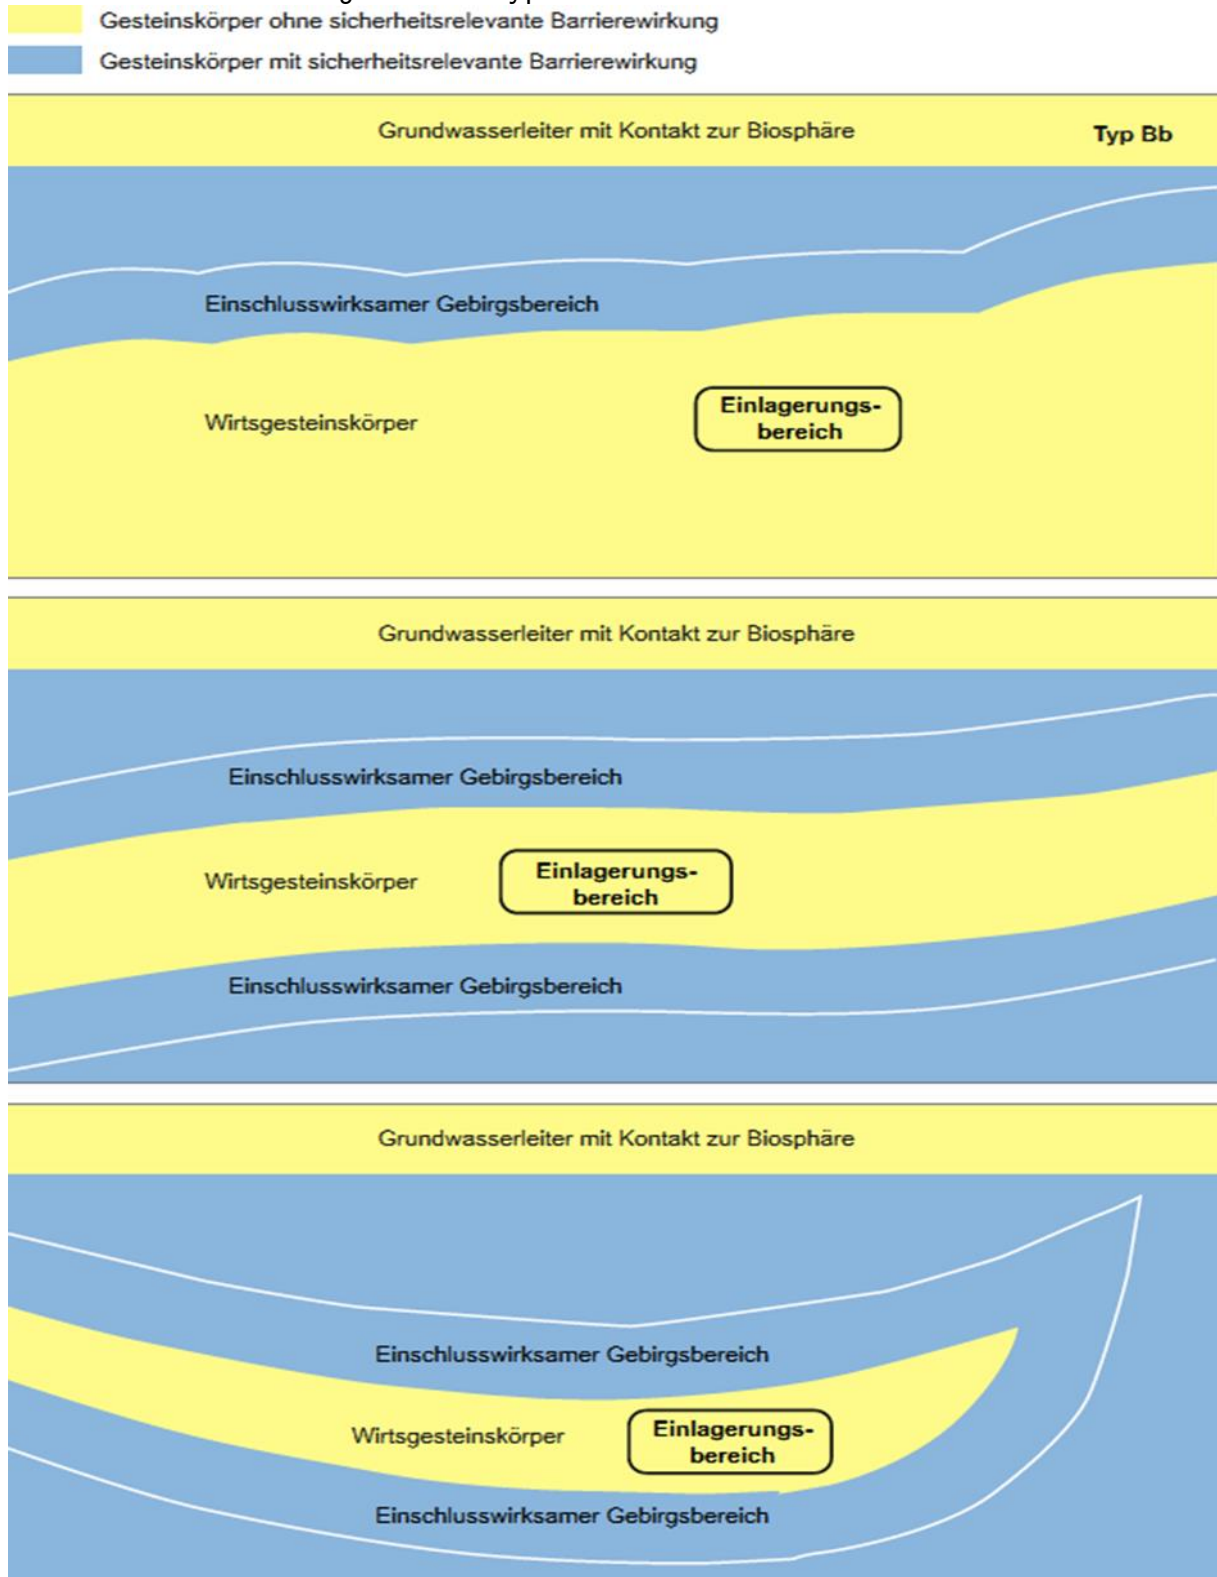 Gesteinskörper ohne sicherheitsrelevante Barrierewirkung
Gesteinskörper mit sicherheitsrelevante Barrierewirkung
Grundwasserleiter mit Kontakt zur Biosphäre
Typ Bb
Einschlusswirksamer Gebirgsbereich
Wirtsgesteinskörper
Einlagerungs-
bereich
Grundwasserleiter mit Kontakt zur Biosphäre
Einschlusswirksamer Gebirgsbereich
Wirtsgesteinskörper
Einlagerungs-
bereich
Einschlusswirksamer Gebirgsbereich
Grundwasserleiter mit Kontakt zur Biosphäre
Einschlusswirksamer Gebirgsbereich
Wirtsgesteinskörper
Einlagerungs-
bereich
Einschlusswirksamer Gebirgsbereich